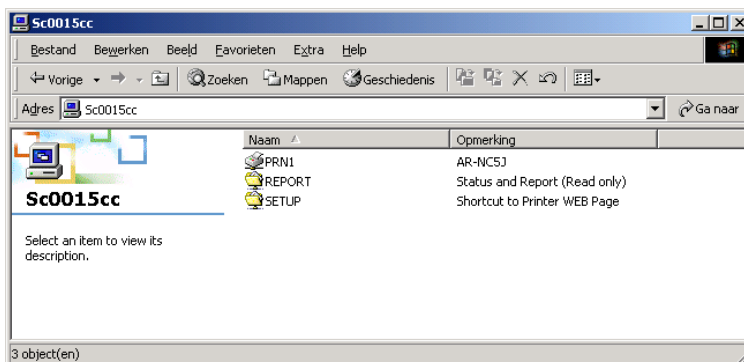 Sc0015cc
Bestand Bewerken Beeld Favorieten Extra Help
Vorige Zoeken Mappen Geschiedenis
Adres Sc0015cc Ga naar
Naam Opmerking
PRN1 AR-NC5J
REPORT Status and Report (Read only)
SETUP Shortcut to Printer WEB Page
Sc0015cc
Select an item to view its
description.
3 object(en)